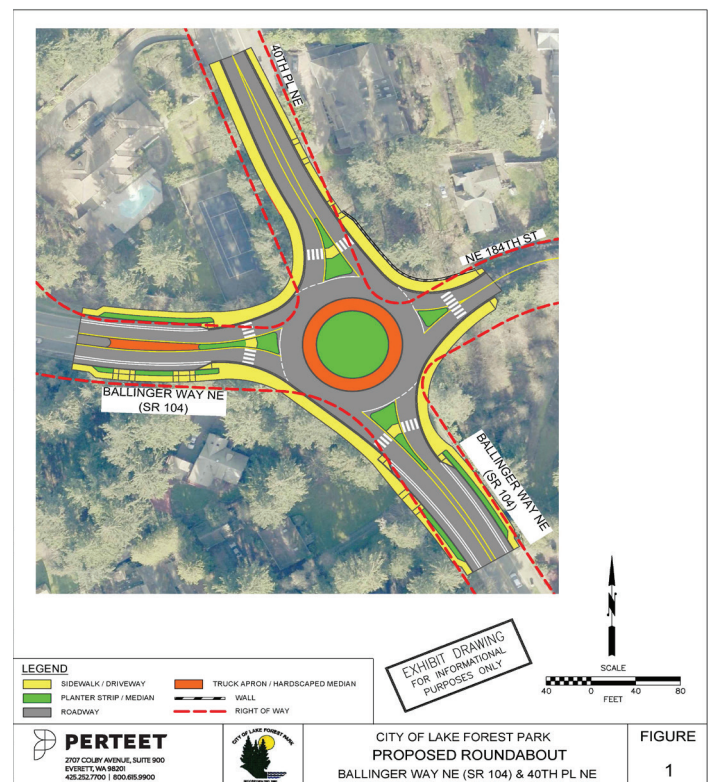 40TH PL NE
NE 184TH ST
BALLINGER WAY NE
(SR 104)
BALLINGER WAY NE
(SR 104)
N
EXHIBIT DRAWING
FOR INFORMATIONAL
PURPOSES ONLY
SCALE
40 0 40 80
FEET
LEGEND
SIDEWALK / DRIVEWAY
PLANTER STRIP / MEDIAN
ROADWAY
TRUCK APRON / HARDSCAPED MEDIAN
WALL
RIGHT OF WAY
PERTEET
2707 COLBY AVENUE, SUITE 900
EVERETT, WA 98201
425.252.7700 | 800.615.9900
CITY OF LAKE FOREST PARK
CITY OF LAKE FOREST PARK
PROPOSED ROUNDABOUT
BALLINGER WAY NE (SR 104) & 40TH PL NE
FIGURE
1